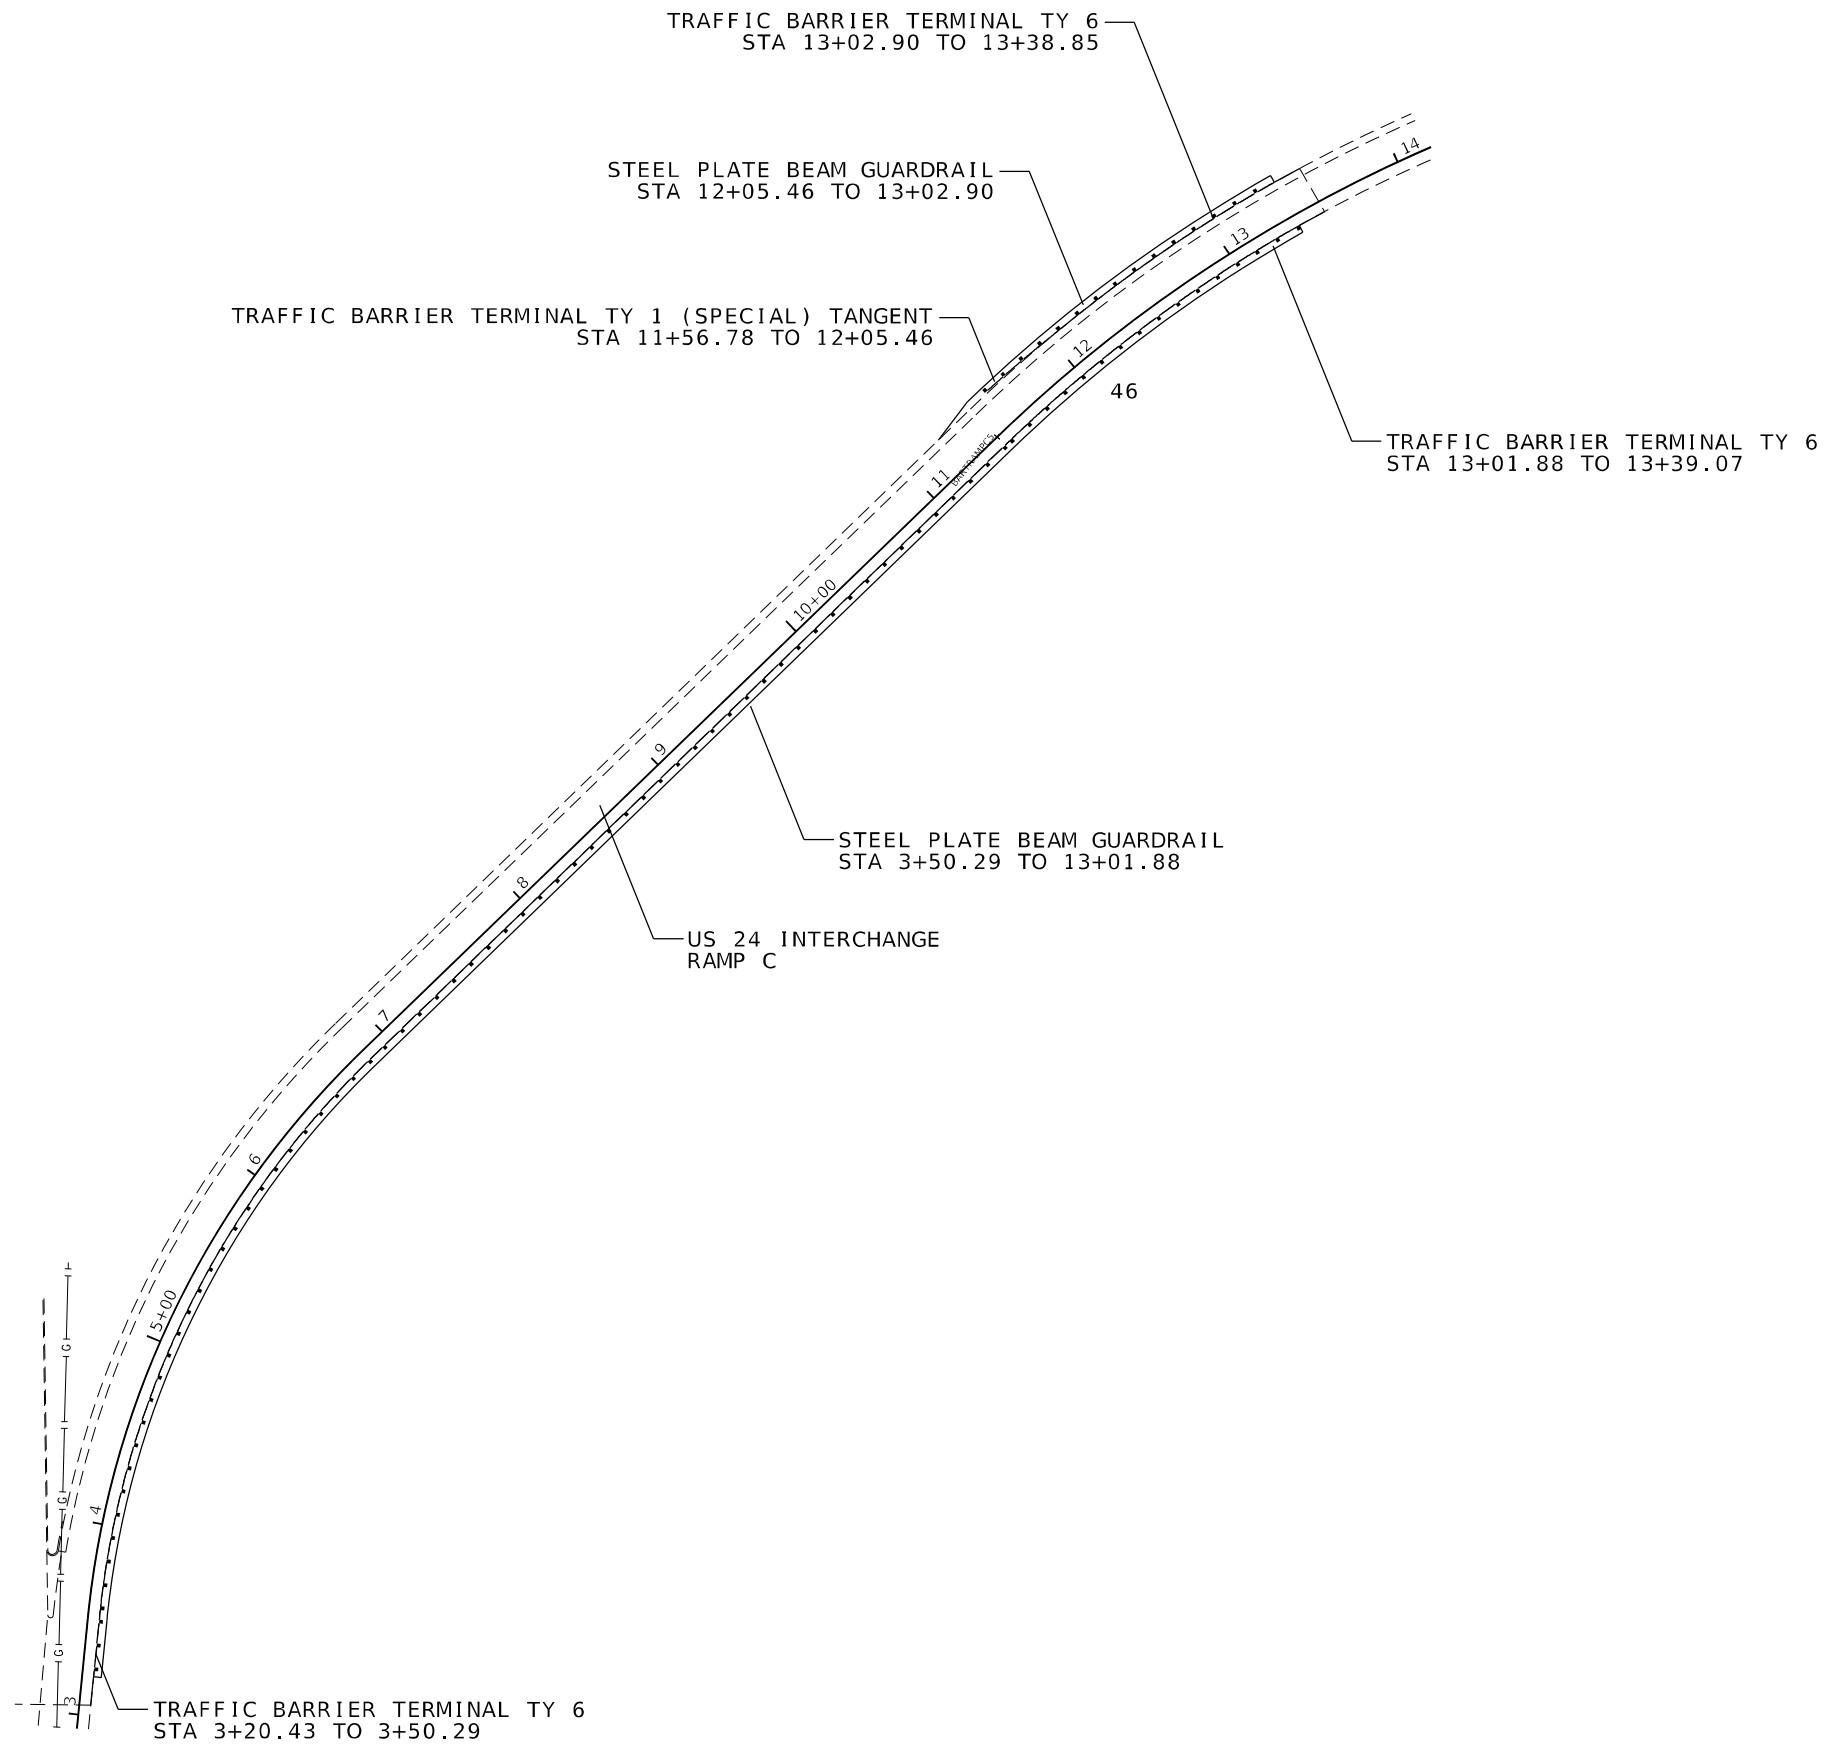 TRAFFIC BARRIER TERMINAL TY 6
STA 13+02.90 TO 13+38.85
14
STEEL PLATE BEAM GUARDRAIL
STA 12+05.46 TO 13+02.90
13
TRAFFIC BARRIER TERMINAL TY 1 (SPECIAL) TANGENT
STA 11+56.78 TO 12+05.46
12
46
TRAFFIC BARRIER TERMINAL TY 6
STA 13+01.88 TO 13+39.07
11
10+00
9
STEEL PLATE BEAM GUARDRAIL
STA 3+50.29 TO 13+01.88
8
US 24 INTERCHANGE
RAMP C
7
6
5+00
G
4
G
G
3
TRAFFIC BARRIER TERMINAL TY 6
STA 3+20.43 TO 3+50.29